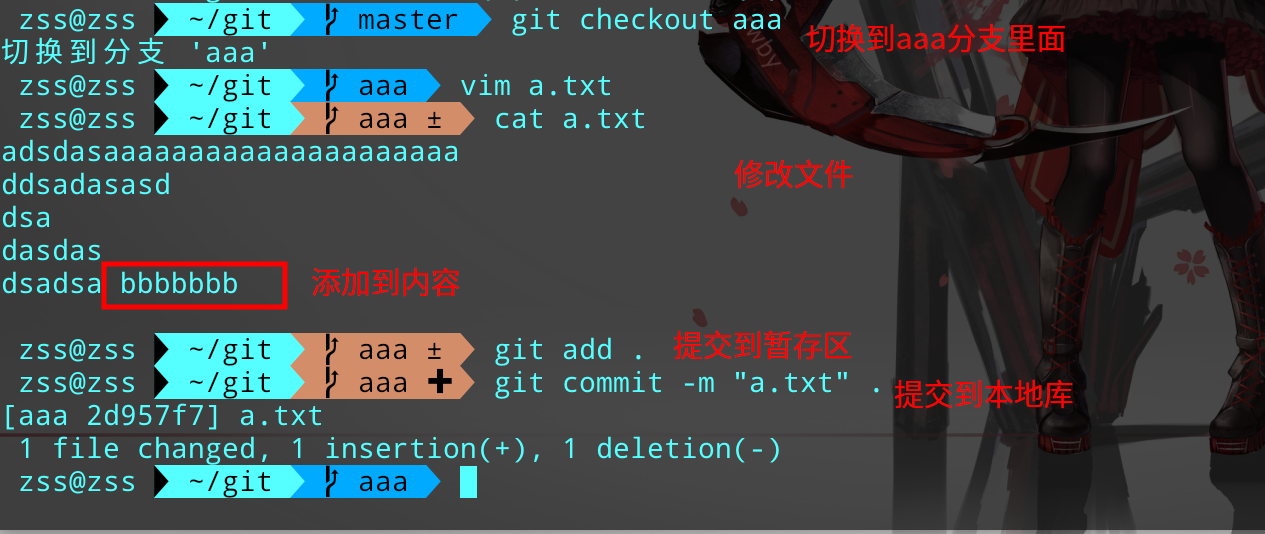 zss@zss ~/git master git checkout aaa
切换到aaa分支里面
切换到分支 'aaa'
zss@zss ~/git aaa vim a.txt
zss@zss ~/git aaa ± cat a.txt
adsdasaaaaaaaaaaaaaaaaaaaaa
修改文件
ddsadasasd
dsa
dasdas
dsadsa bbbbbbb 添加到内容
zss@zss ~/git aaa ± git add . 提交到暂存区
zss@zss ~/git aaa ✚ git commit -m "a.txt" . 提交到本地库
[aaa 2d957f7] a.txt
1 file changed, 1 insertion(+), 1 deletion(-)
zss@zss ~/git aaa